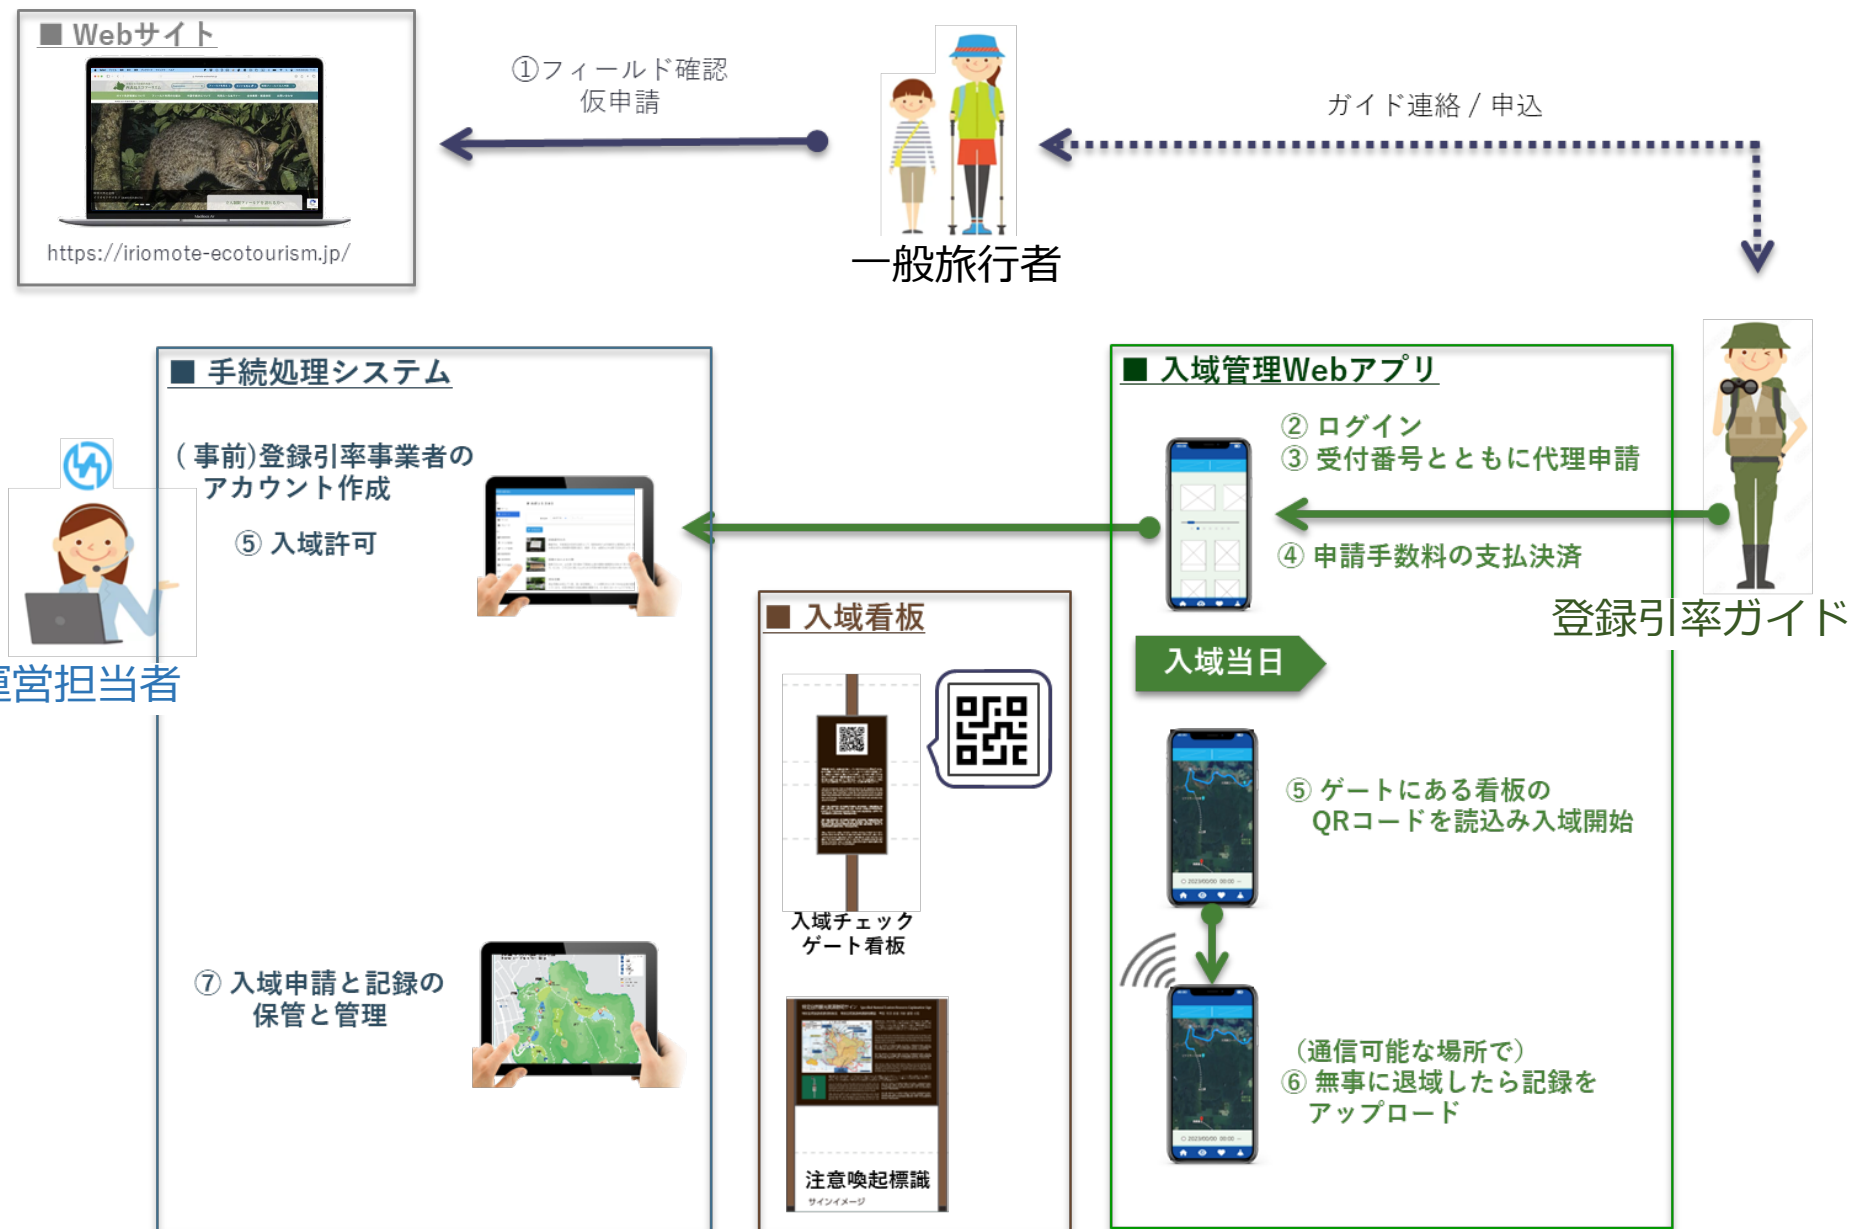 ■ Webサイト
https://iriomote-ecotourism.jp/
①フィールド確認
仮申請
一般旅行者
ガイド連絡 / 申込
■ 手続処理システム
( 事前)登録引率事業者の
アカウント作成
⑤ 入域許可
運営担当者
⑦ 入域申請と記録の
保管と管理
■ 入域看板
入域チェック
ゲート看板
注意喚起標識
サインイメージ
■ 入域管理Webアプリ
② ログイン
③ 受付番号とともに代理申請
④ 申請手数料の支払決済
登録引率ガイド
入域当日
⑤ ゲートにある看板の
QRコードを読込み入域開始
(通信可能な場所で)
⑥ 無事に退域したら記録を
アップロード